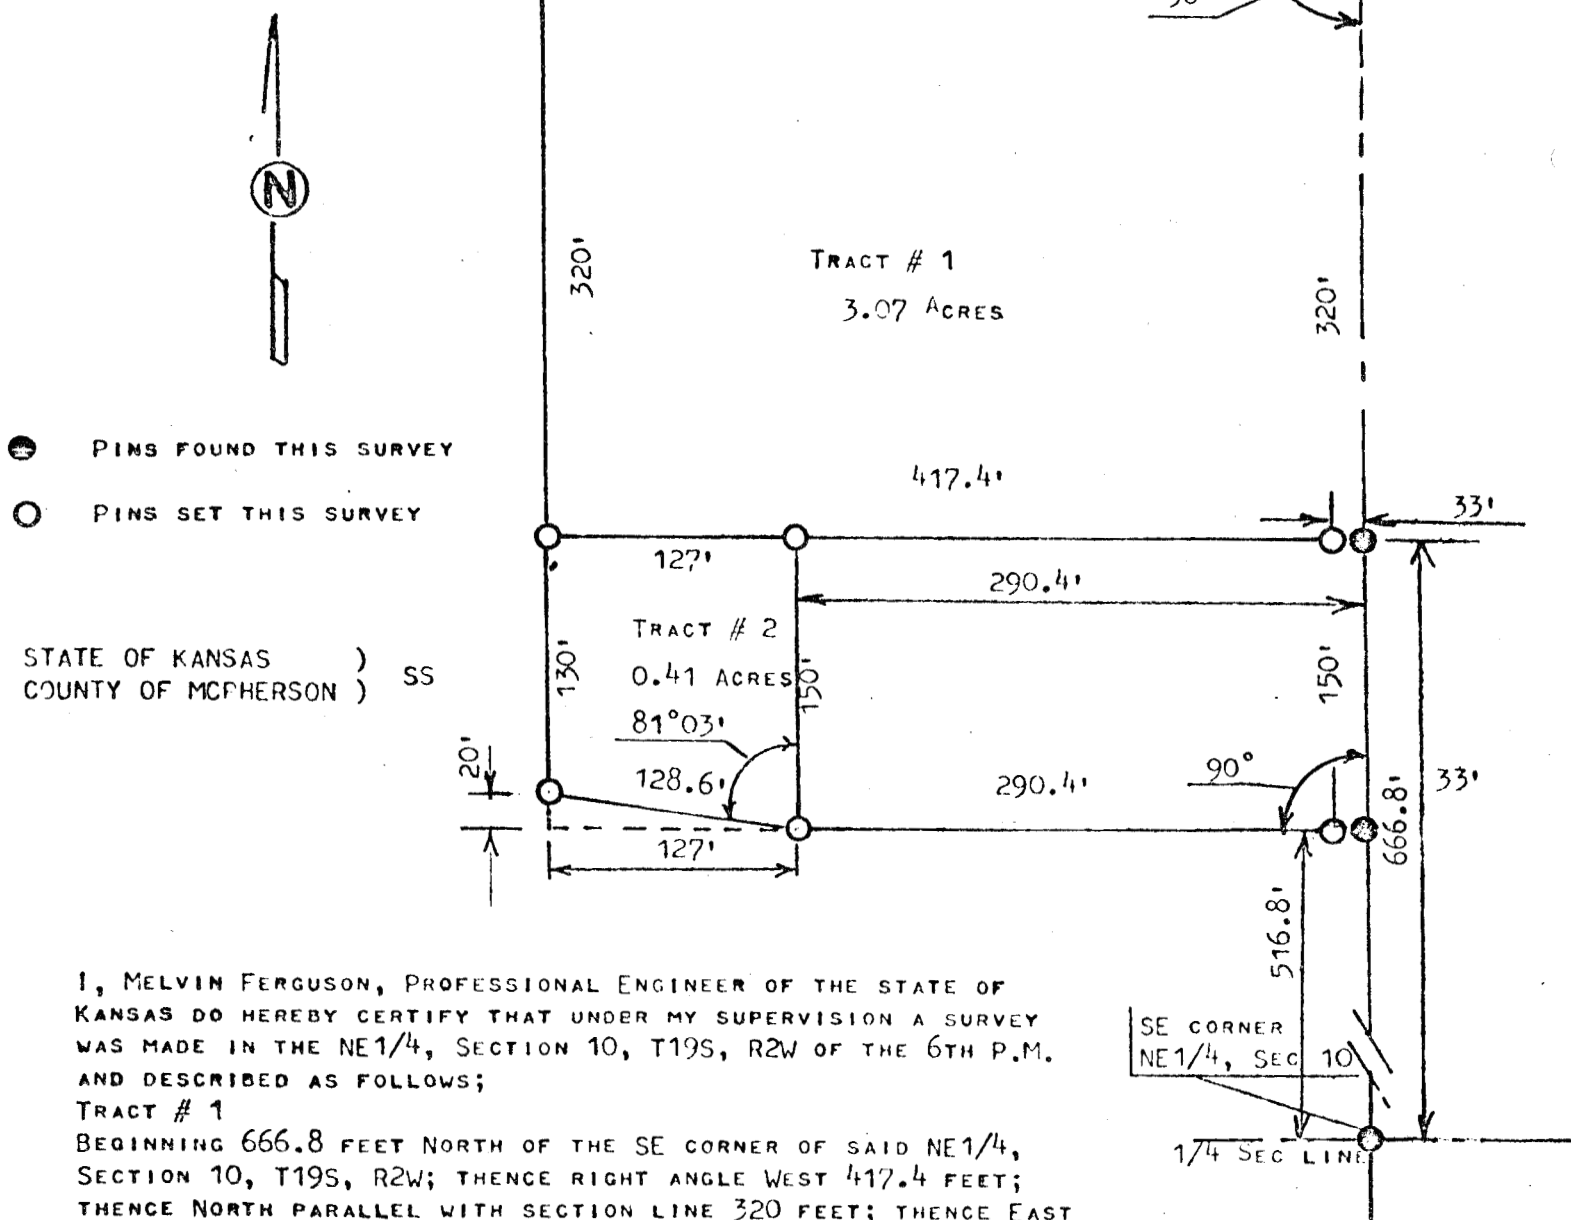 N
320'
TRACT # 1
3.07 ACRES
320'
PINS FOUND THIS SURVEY
PINS SET THIS SURVEY
417.4'
33'
127'
290.4'
TRACT # 2
0.41 ACRES
130'
150'
150'
STATE OF KANSAS )
COUNTY OF MCPHERSON ) SS
81°03'
20'
128.6'
290.4'
90°
666.8'
33'
127'
516.8'
I, MELVIN FERGUSON, PROFESSIONAL ENGINEER OF THE STATE OF
KANSAS DO HEREBY CERTIFY THAT UNDER MY SUPERVISION A SURVEY
WAS MADE IN THE NE1/4, SECTION 10, T19S, R2W OF THE 6TH P.M.
AND DESCRIBED AS FOLLOWS;
TRACT # 1
BEGINNING 666.8 FEET NORTH OF THE SE CORNER OF SAID NE1/4,
SECTION 10, T19S, R2W; THENCE RIGHT ANGLE WEST 417.4 FEET;
THENCE NORTH PARALLEL WITH SECTION LINE 320 FEET; THENCE EAST
SE CORNER
NE1/4, SEC 10
1/4 SEC LINE